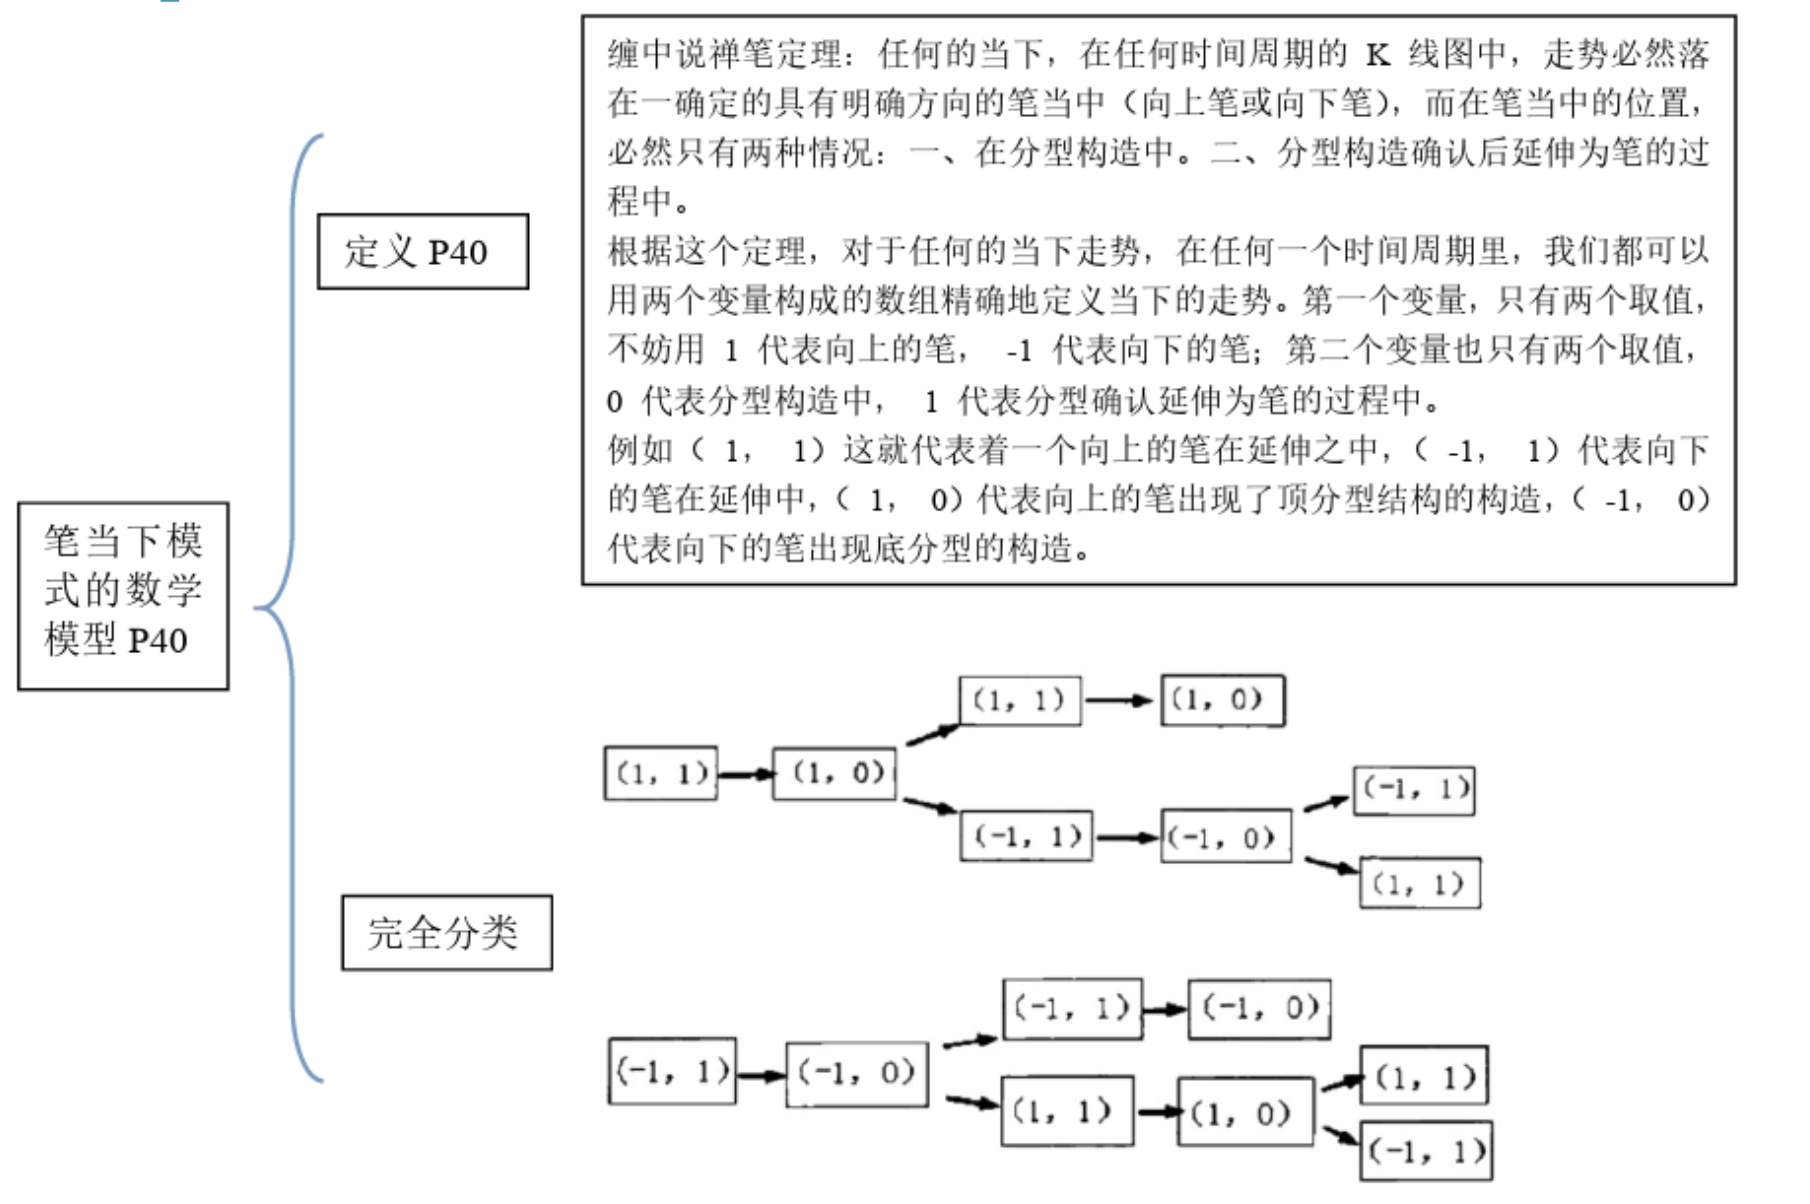 缠中说禅笔定理：任何的当下，在任何时间周期的 K 线图中，走势必然落
在一确定的具有明确方向的笔当中（向上笔或向下笔），而在笔当中的位置，
必然只有两种情况：一、在分型构造中。二、分型构造确认后延伸为笔的过
程中。
根据这个定理，对于任何的当下走势，在任何一个时间周期里，我们都可以
用两个变量构成的数组精确地定义当下的走势。第一个变量，只有两个取值，
不妨用 1 代表向上的笔， -1 代表向下的笔；第二个变量也只有两个取值，
0 代表分型构造中， 1 代表分型确认延伸为笔的过程中。
例如（ 1， 1）这就代表着一个向上的笔在延伸之中，（ -1， 1）代表向下
的笔在延伸中，（ 1， 0）代表向上的笔出现了顶分型结构的构造，（ -1， 0）
代表向下的笔出现底分型的构造。
定义 P40
笔当下模
式的数学
模型 P40
(1, 1)
(1, 0)
(1, 1)
(1, 0)
(-1, 1)
(-1, 1)
(-1, 0)
(1, 1)
完全分类
(-1, 1)
(-1, 0)
(-1, 1)
(-1, 0)
(1, 1)
(1, 1)
(1, 0)
(-1, 1)